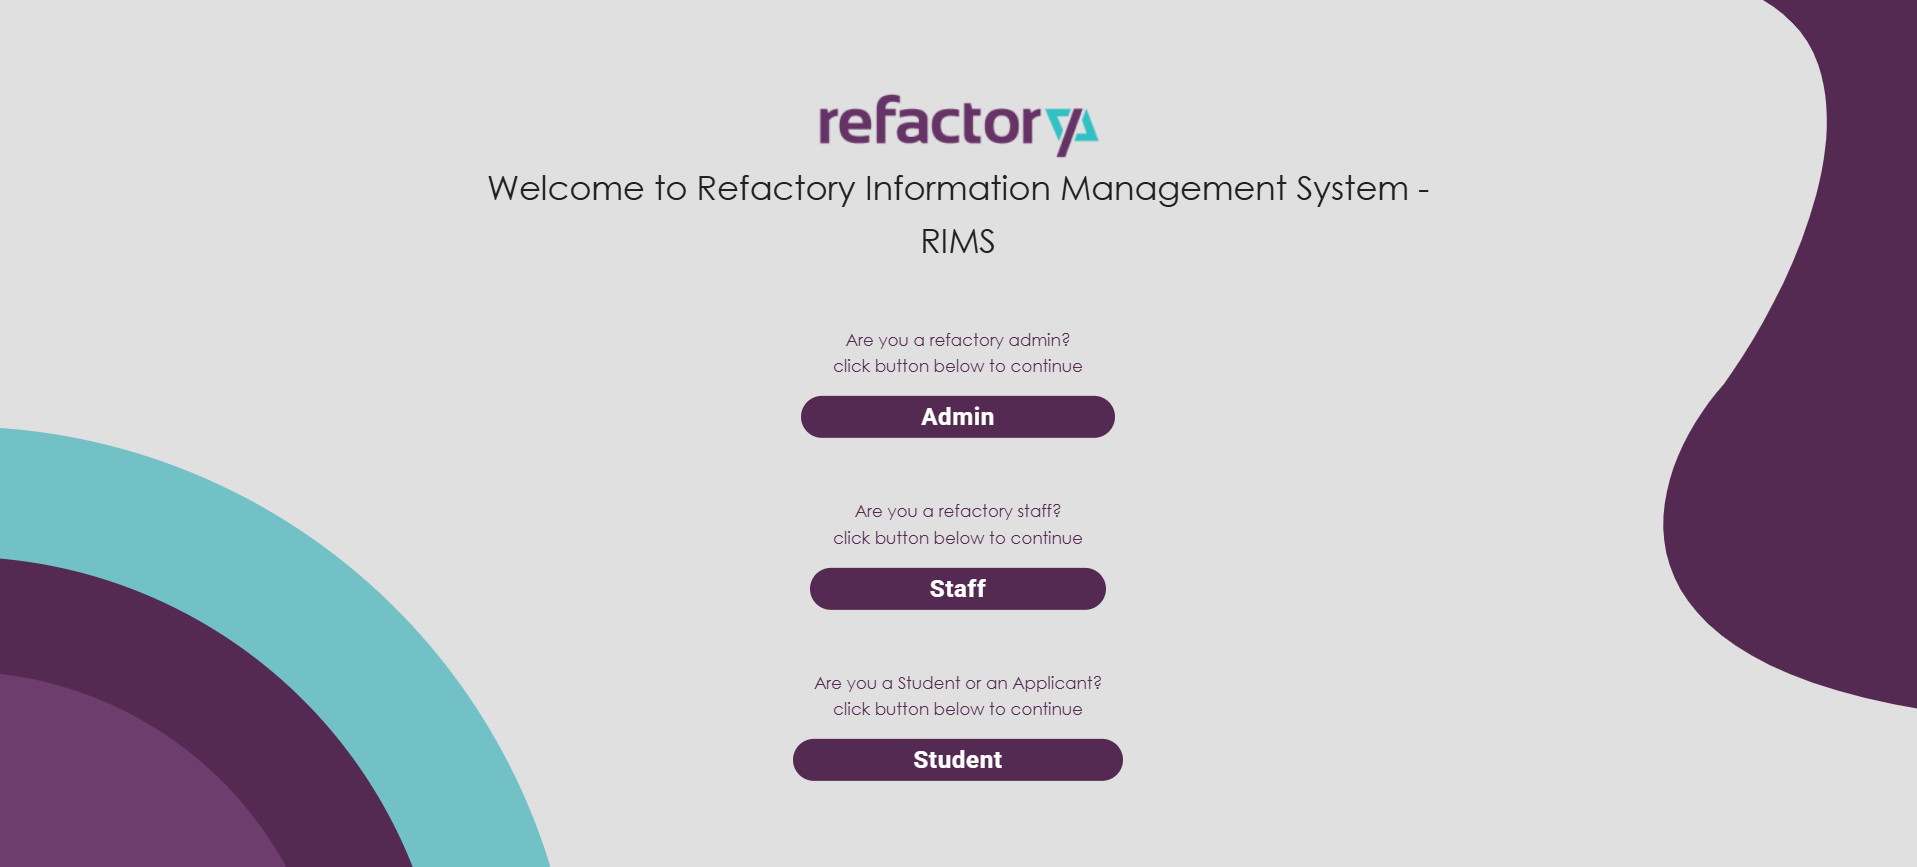 refactory
Welcome to Refactory Information Management System -
RIMS
Are you a refactory admin?
click button below to continue
Admin
Are you a refactory staff?
click button below to continue
Staff
Are you a Student or an Applicant?
click button below to continue
Student